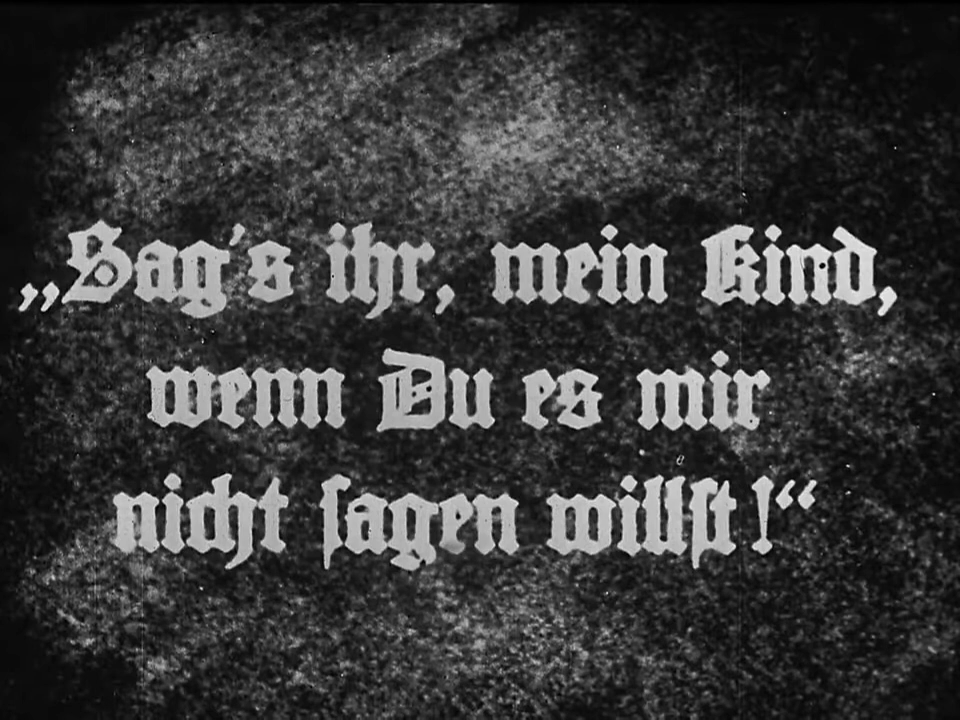 „Sag's ihr, mein Kind,
wenn Du es mir
nicht sagen willst!“